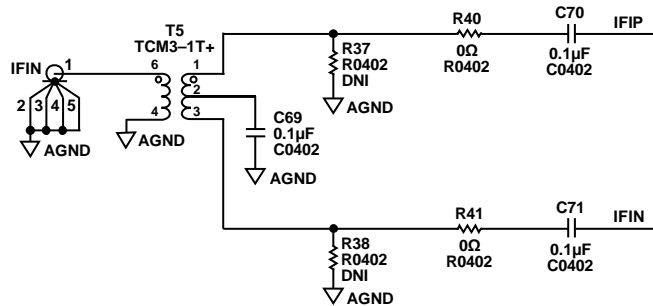 T5
TCM3–1T+
IFIN
1
2 3 4 5
AGND
6
4
AGND
1
2
3
C69
0.1µF
C0402
AGND
R37
R0402
DNI
AGND
R40
0Ω
R0402
C70
0.1µF
C0402
IFIP
R38
R0402
DNI
AGND
R41
0Ω
R0402
C71
0.1µF
C0402
IFIN